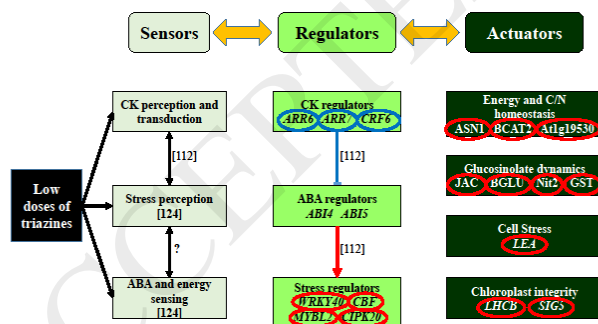 Sensors
Regulators
Actuators
CK perception and
transduction
[112]
Stress perception
[124]
?
ABA and energy
sensing
[124]
Low
doses of
triazines
CK regulators
ARR6 ARR7 CRF6
[112]
ABA regulators
ABI4 ABI5
[112]
Stress regulators
WRKY40 CBF
MYBL2 CIPK20
Energy and C/N
homeostasis
ASN1 BCAT2 At1g19530
Glucosinolate dynamics
JAC BGLU Nit2 GST
Cell Stress
LEA
Chloroplast integrity
LHCB SIG5